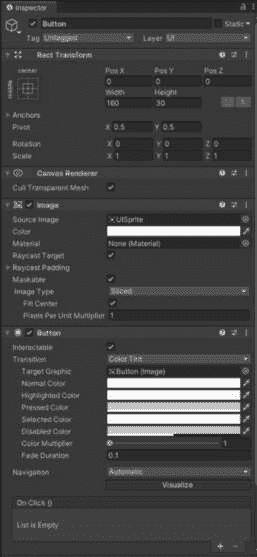 Inspector
Button
Static
Tag Untagged Layer UI
Rect Transform
center Pos X Pos Y Pos Z
middle 0 0 0
Width Height
160 30
Anchors
Pivot X 0.5 Y 0.5
Rotation X 0 Y 0 Z 0
Scale X 1 Y 1 Z 1
Canvas Renderer
Cull Transparent Mesh
Image
Source Image UISprite
Color
Material None (Material)
Raycast Target
Raycast Padding
Maskable
Image Type Sliced
Fill Center
Pixels Per Unit Multiplier 1
Button
Interactable
Transition Color Tint
Target Graphic Button (Image)
Normal Color
Highlighted Color
Pressed Color
Selected Color
Disabled Color
Color Multiplier 1
Fade Duration 0.1
Navigation Automatic
Visualize
On Click ()
List is Empty